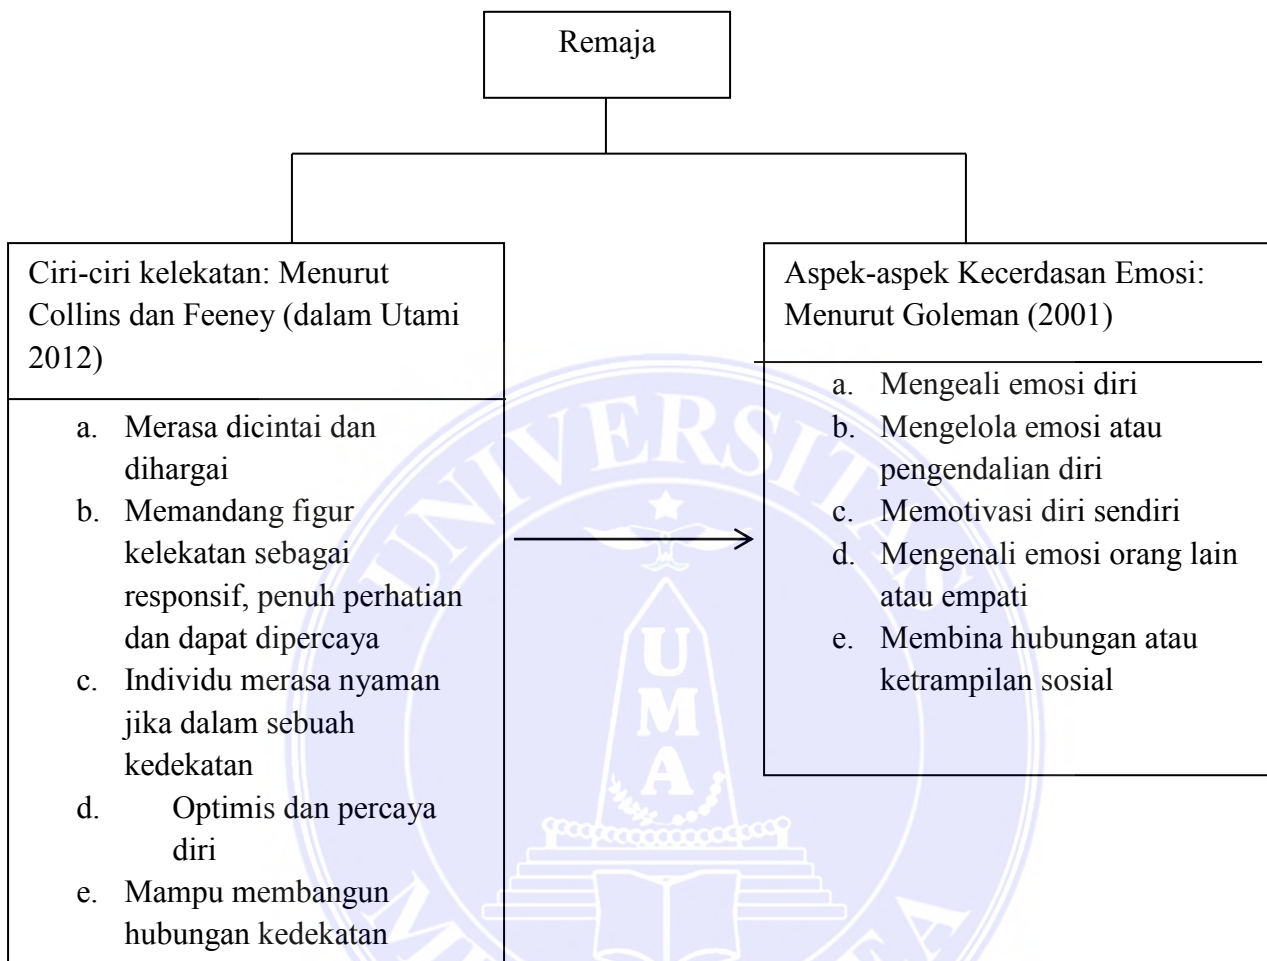 Remaja
Ciri-ciri kelekatan: Menurut
Collins dan Feeney (dalam Utami
2012)
a. Merasa dicintai dan
dihargai
b. Memandang figur
kelekatan sebagai
responsif, penuh perhatian
dan dapat dipercaya
c. Individu merasa nyaman
jika dalam sebuah
kedekatan
d. Optimis dan percaya
diri
e. Mampu membangun
hubungan kedekatan
Aspek-aspek Kecerdasan Emosi:
Menurut Goleman (2001)
a. Mengeali emosi diri
b. Mengelola emosi atau
pengendalian diri
c. Memotivasi diri sendiri
d. Mengenali emosi orang lain
atau empati
e. Membina hubungan atau
ketrampilan sosial
UNIVERSITAS
UMA